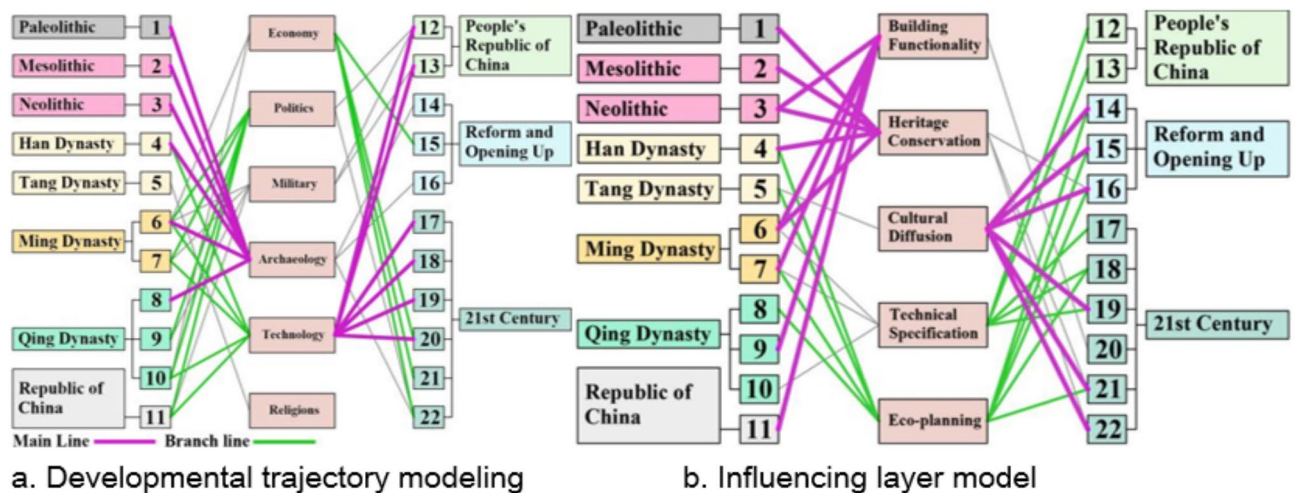 Paleolithic
1
Mesolithic
2
Neolithic
3
Han Dynasty
4
Tang Dynasty
5
Ming Dynasty
6
7
Qing Dynasty
8
9
10
Republic of
China
11
Economy
Politics
Military
Archaeology
Technology
Religions
12
13
14
15
16
17
18
19
20
21
22
People's
Republic of
China
Reform and
Opening Up
21st Century
Main Line
Branch line
a. Developmental trajectory modeling
Paleolithic
1
Mesolithic
2
Neolithic
3
Han Dynasty
4
Tang Dynasty
5
Ming Dynasty
6
7
Qing Dynasty
8
9
10
Republic of
China
11
Building
Functionality
Heritage
Conservation
Cultural
Diffusion
Technical
Specification
Eco-planning
12
13
14
15
16
17
18
19
20
21
22
People's
Republic of
China
Reform and
Opening Up
21st Century
b. Influencing layer model